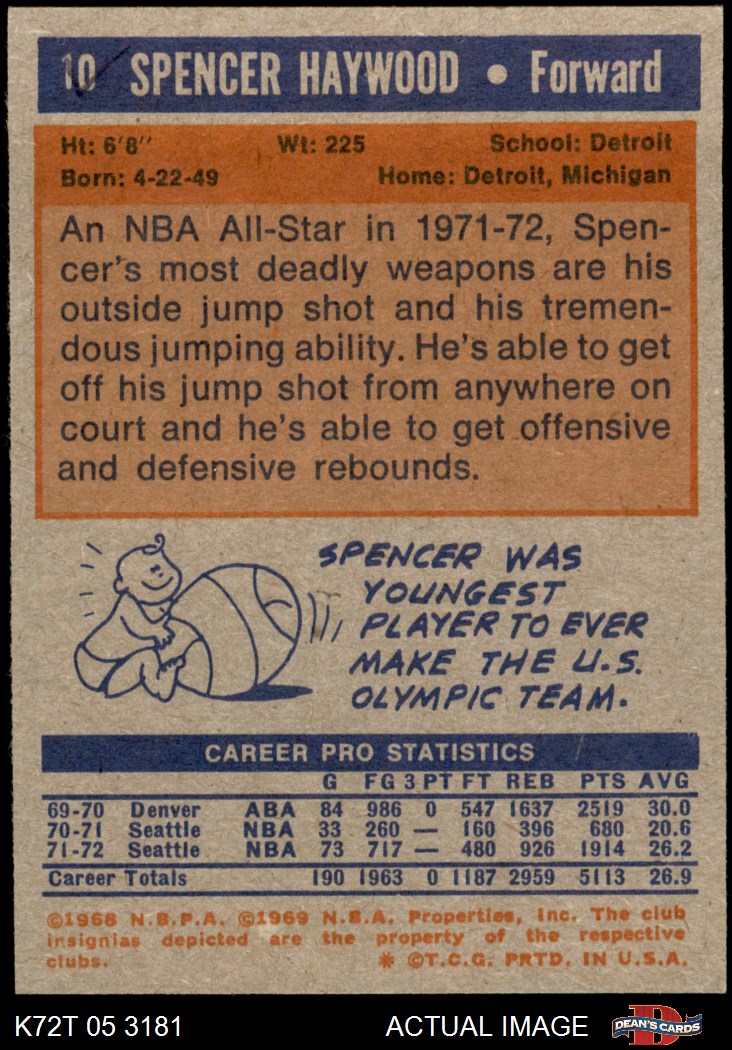 10 SPENCER HAYWOOD • Forward
Ht: 6'8" Wt: 225 School: Detroit
Born: 4-22-49 Home: Detroit, Michigan
An NBA All-Star in 1971-72, Spen-
cer's most deadly weapons are his
outside jump shot and his tremen-
dous jumping ability. He's able to get
off his jump shot from anywhere on
court and he's able to get offensive
and defensive rebounds.
SPENCER WAS
YOUNGEST
PLAYER TO EVER
MAKE THE U.S.
OLYMPIC TEAM.
CAREER PRO STATISTICS
G FG 3 PT FT REB PTS AVG
69-70 Denver ABA 84 986 0 547 1637 2519 30.0
70-71 Seattle NBA 33 260 — 160 396 680 20.6
71-72 Seattle NBA 73 717 — 480 926 1914 26.2
Career Totals 190 1963 0 1187 2959 5113 26.9
©1968 N.B.P.A. ©1969 N.B.A. Properties, Inc. The club
insignias depicted are the property of the respective
clubs. * ©T.C.G. PRTD. IN U.S.A.
K72T 05 3181 ACTUAL IMAGE D DEAN'S CARDS